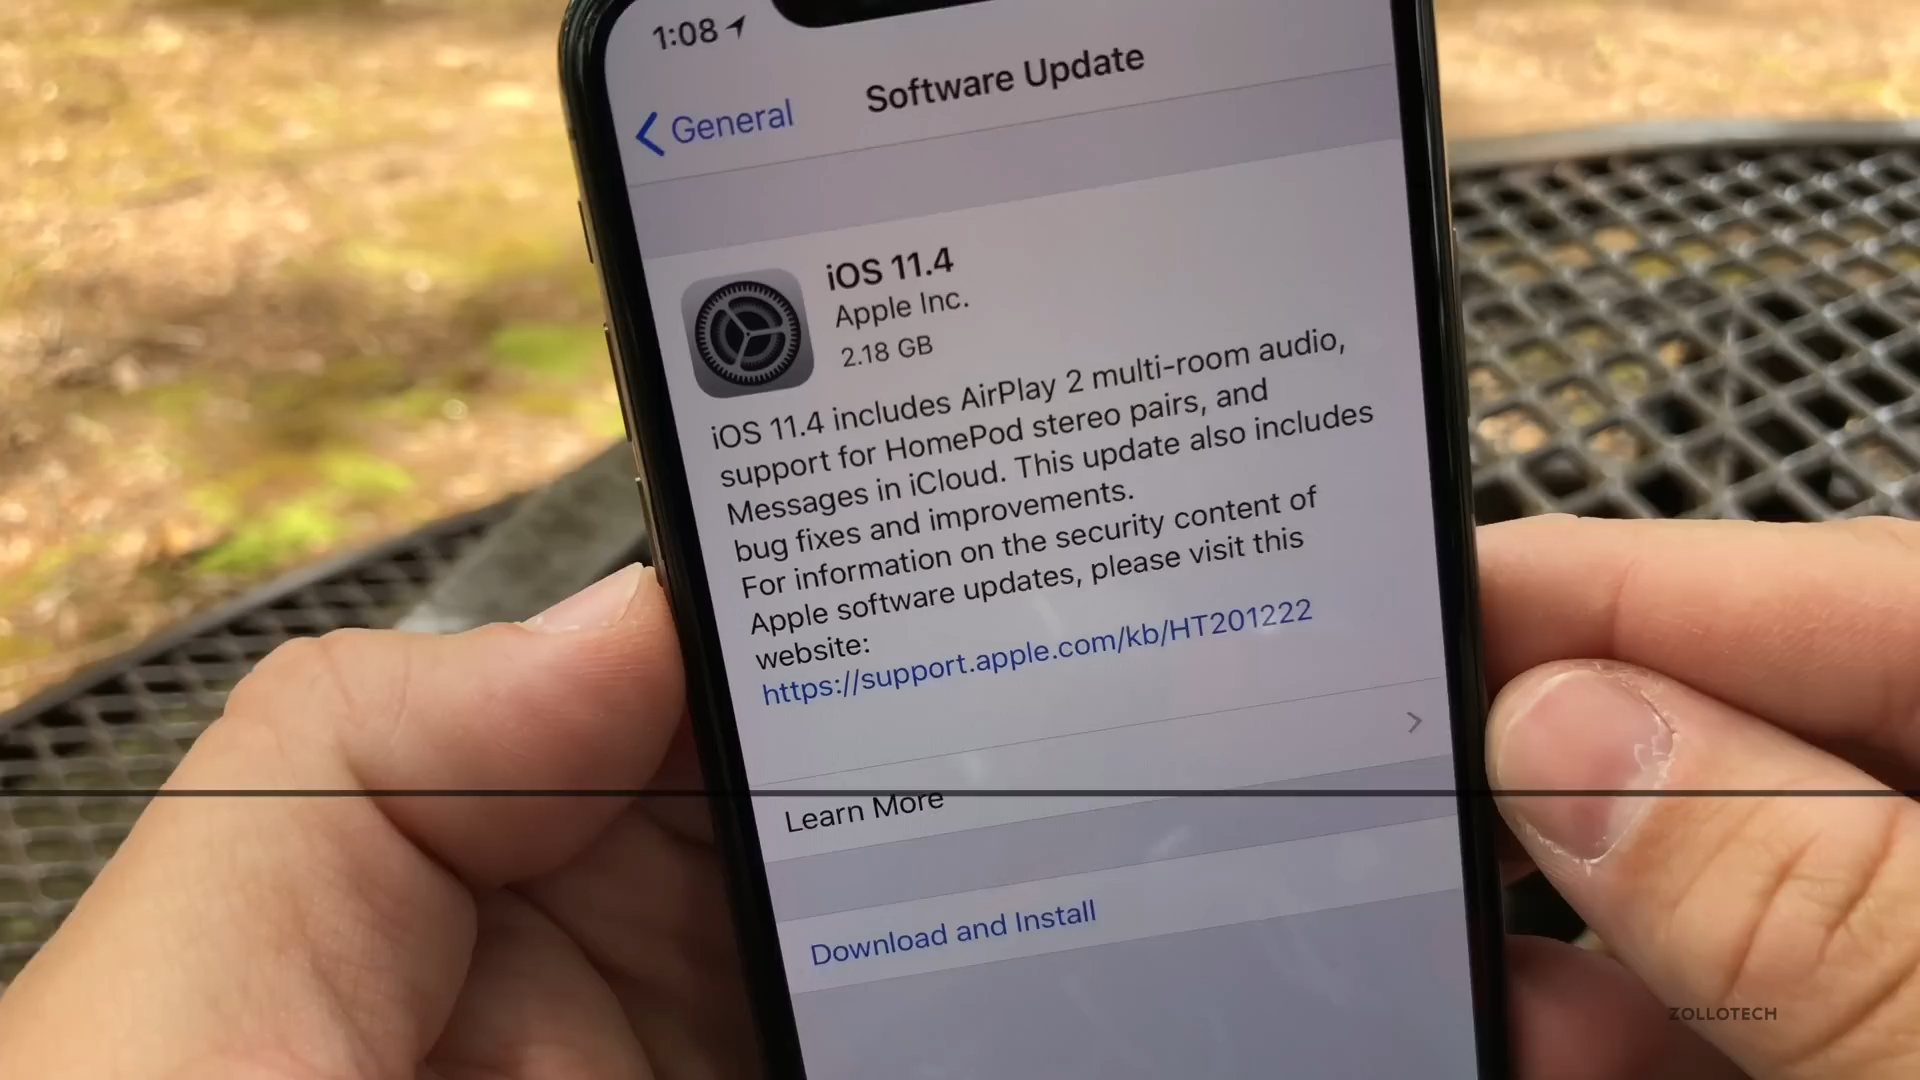 1:08
General
Software Update
iOS 11.4
Apple Inc.
2.18 GB
iOS 11.4 includes AirPlay 2 multi-room audio,
support for HomePod stereo pairs, and
Messages in iCloud. This update also includes
bug fixes and improvements.
For information on the security content of
Apple software updates, please visit this
website:
https://support.apple.com/kb/HT201222
Learn More
Download and Install
ZOLLOTECH